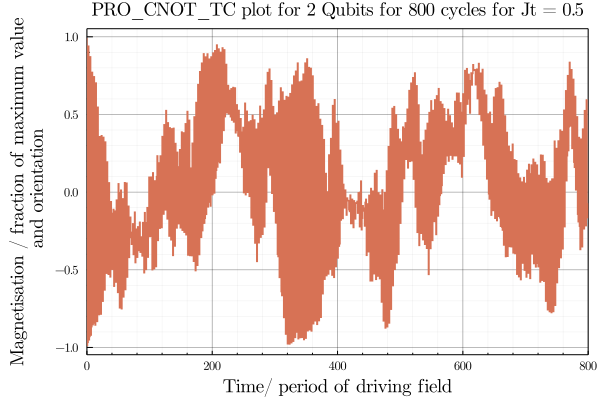 PRO_CNOT_TC plot for 2 Qubits for 800 cycles for Jt = 0.5
Magnetisation / fraction of maximum value
and orientation
1.0
0.5
0.0
−0.5
−1.0
0
200
400
600
800
Time/ period of driving field